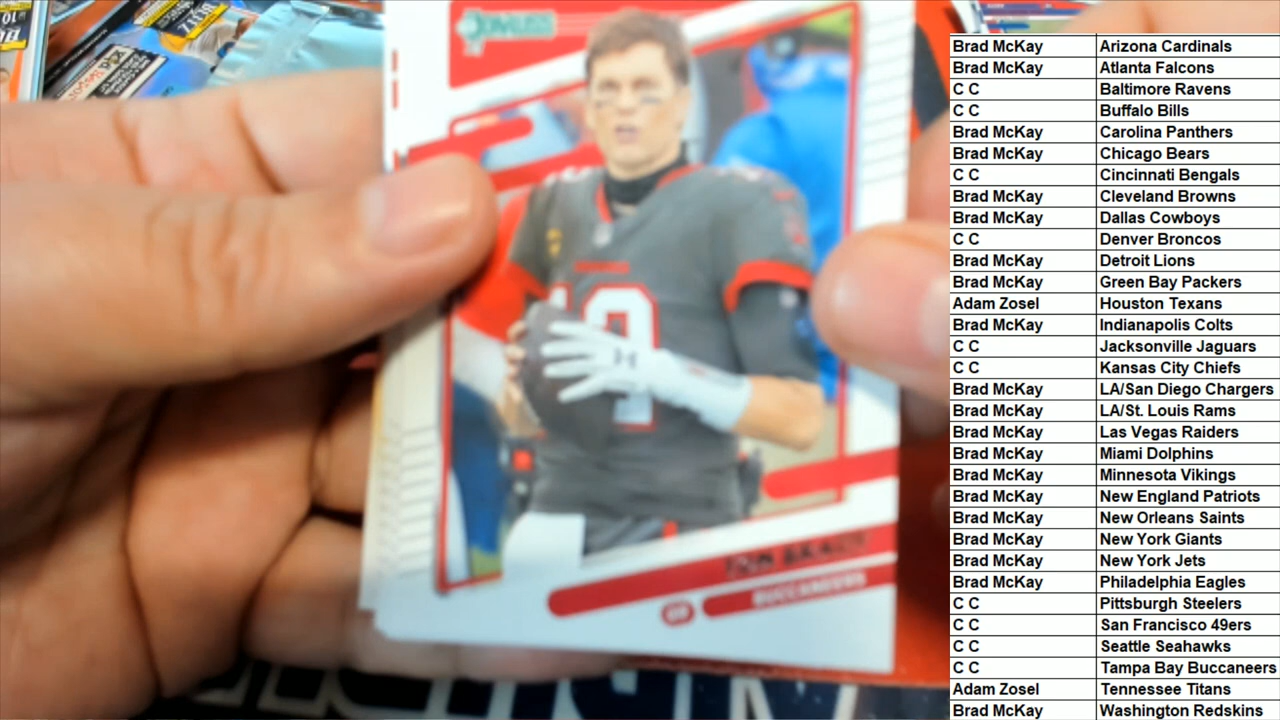 DONRUSS
TOM BRADY
QB
BUCCANEERS
BLITZ
Brad McKay Arizona Cardinals
Brad McKay Atlanta Falcons
C C Baltimore Ravens
C C Buffalo Bills
Brad McKay Carolina Panthers
Brad McKay Chicago Bears
C C Cincinnati Bengals
Brad McKay Cleveland Browns
Brad McKay Dallas Cowboys
C C Denver Broncos
Brad McKay Detroit Lions
Brad McKay Green Bay Packers
Adam Zosel Houston Texans
Brad McKay Indianapolis Colts
C C Jacksonville Jaguars
C C Kansas City Chiefs
Brad McKay LA/San Diego Chargers
Brad McKay LA/St. Louis Rams
Brad McKay Las Vegas Raiders
Brad McKay Miami Dolphins
Brad McKay Minnesota Vikings
Brad McKay New England Patriots
Brad McKay New Orleans Saints
Brad McKay New York Giants
Brad McKay New York Jets
Brad McKay Philadelphia Eagles
C C Pittsburgh Steelers
C C San Francisco 49ers
C C Seattle Seahawks
C C Tampa Bay Buccaneers
Adam Zosel Tennessee Titans
Brad McKay Washington Redskins